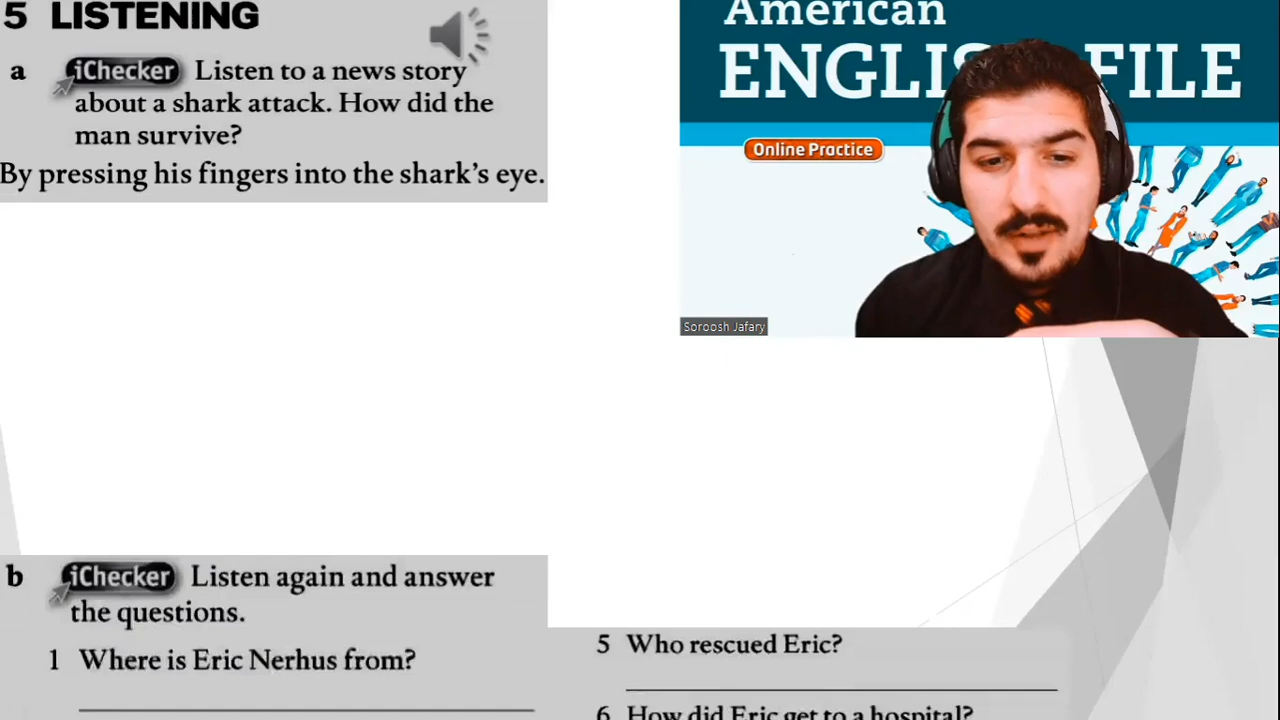 5 LISTENING
a iChecker Listen to a news story
about a shark attack. How did the
man survive?
By pressing his fingers into the shark's eye.
b iChecker Listen again and answer
the questions.
1 Where is Eric Nerhus from?
5 Who rescued Eric?
6 How did Eric get to a hospital?
American
ENGLISH FILE
Online Practice
Soroosh Jafary